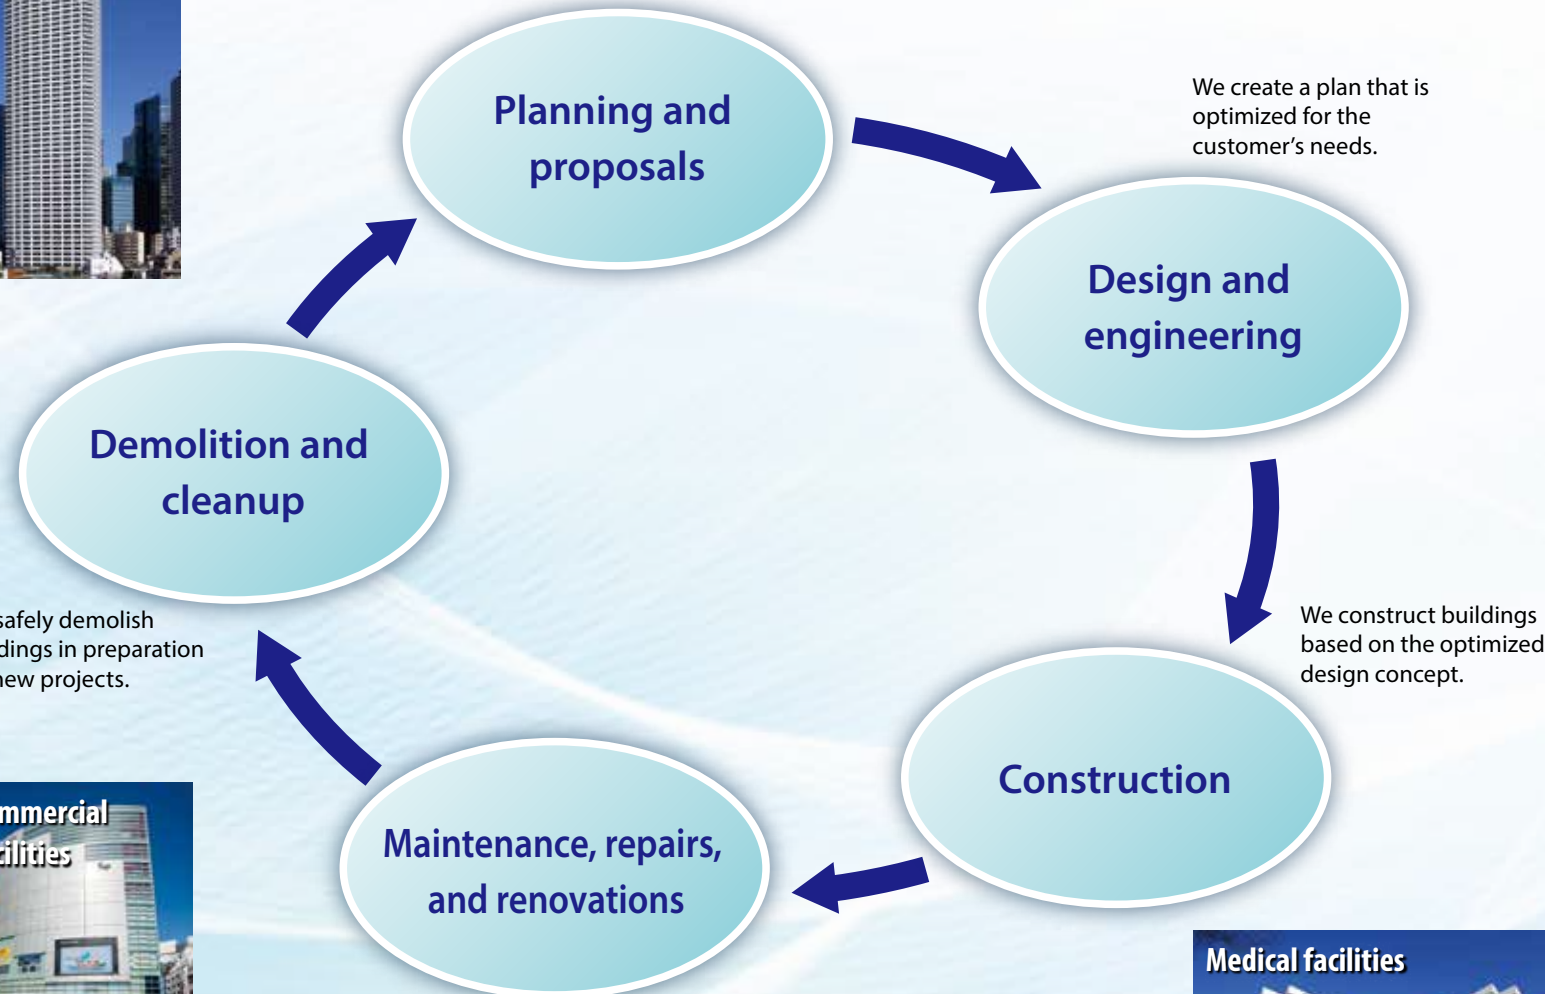 Planning and
proposals
We create a plan that is
optimized for the
customer’s needs.
Design and
engineering
Demolition and
cleanup
safely demolish
dings in preparation
new projects.
We construct buildings
based on the optimized
design concept.
Construction
Maintenance, repairs,
and renovations
mmercial
cilities
Medical facilities